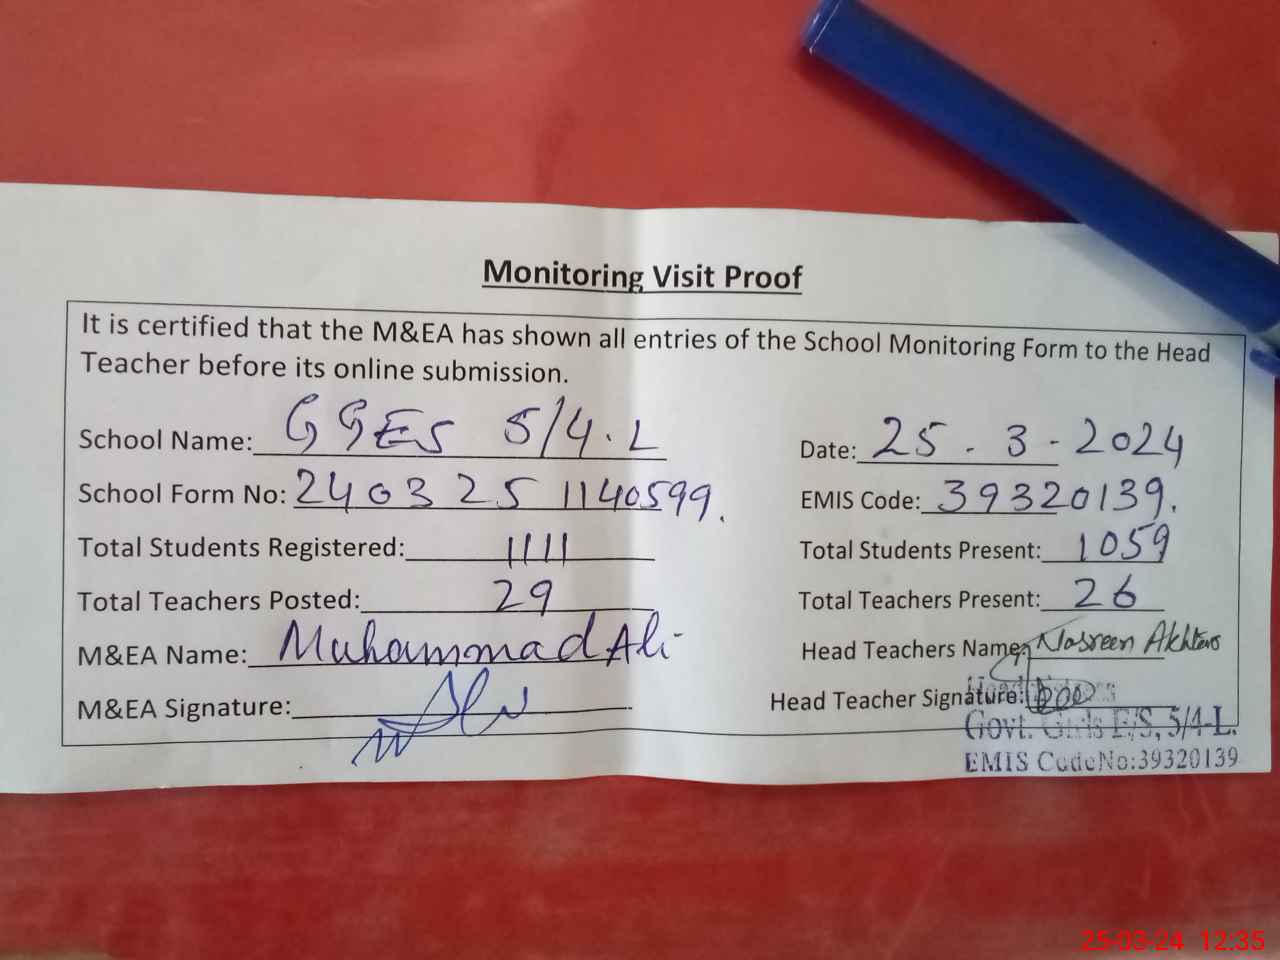 Monitoring Visit Proof
It is certified that the M&EA has shown all entries of the School Monitoring Form to the Head
Teacher before its online submission.
School Name: GGES 5/4.L
Date: 25-3-2024
School Form No: 240325 1140599.
EMIS Code: 39320139.
Total Students Registered: 1111
Total Students Present: 1059
Total Teachers Posted: 29
Total Teachers Present: 26
M&EA Name: Muhammad Ali
Head Teachers Name: Nasreen Akhter
M&EA Signature:
Head Teacher Signature:
Govt. Girls E/S, 5/4-L.
EMIS Code No:39320139
25-03-24 12:35